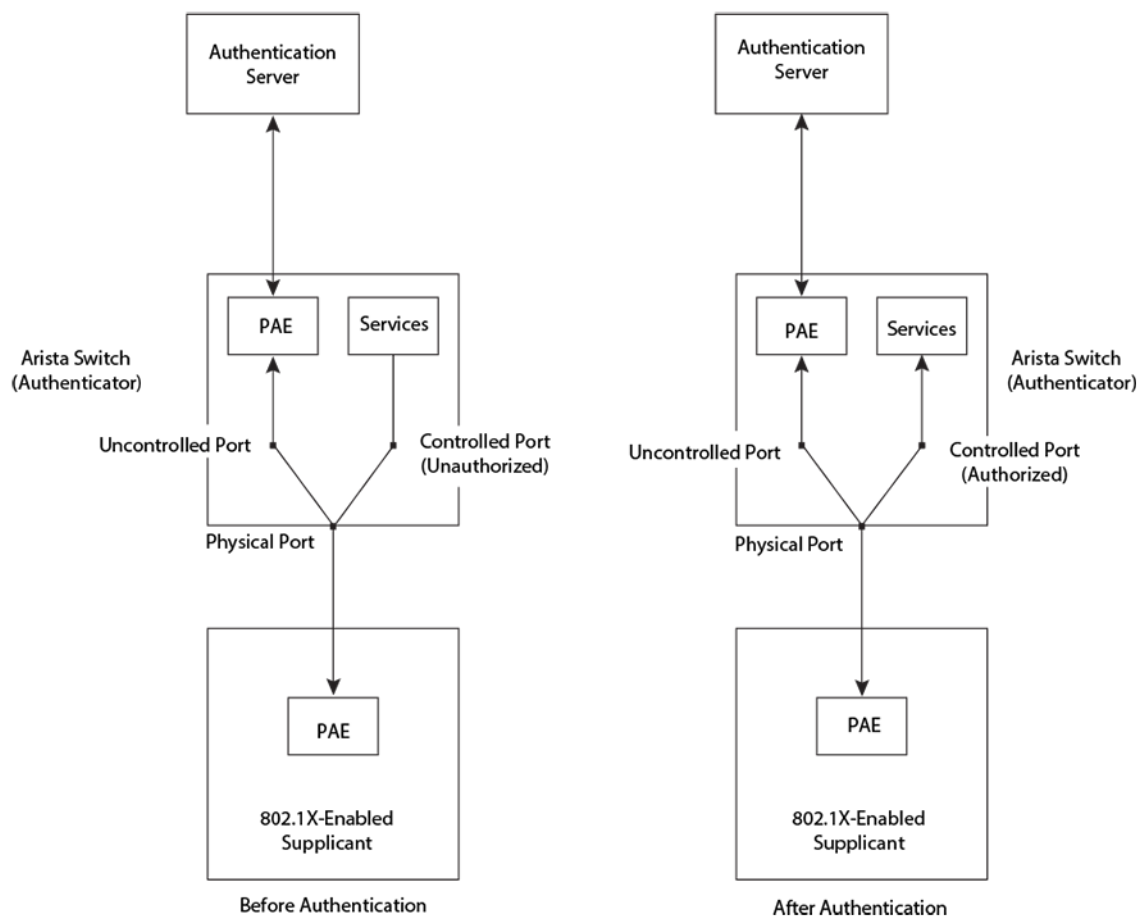 Authentication
Server
PAE
Services
Arista Switch
(Authenticator)
Uncontrolled Port
Controlled Port
(Unauthorized)
Physical Port
PAE
802.1X-Enabled
Supplicant
Before Authentication
Authentication
Server
PAE
Services
Arista Switch
(Authenticator)
Uncontrolled Port
Controlled Port
(Authorized)
Physical Port
PAE
802.1X-Enabled
Supplicant
After Authentication